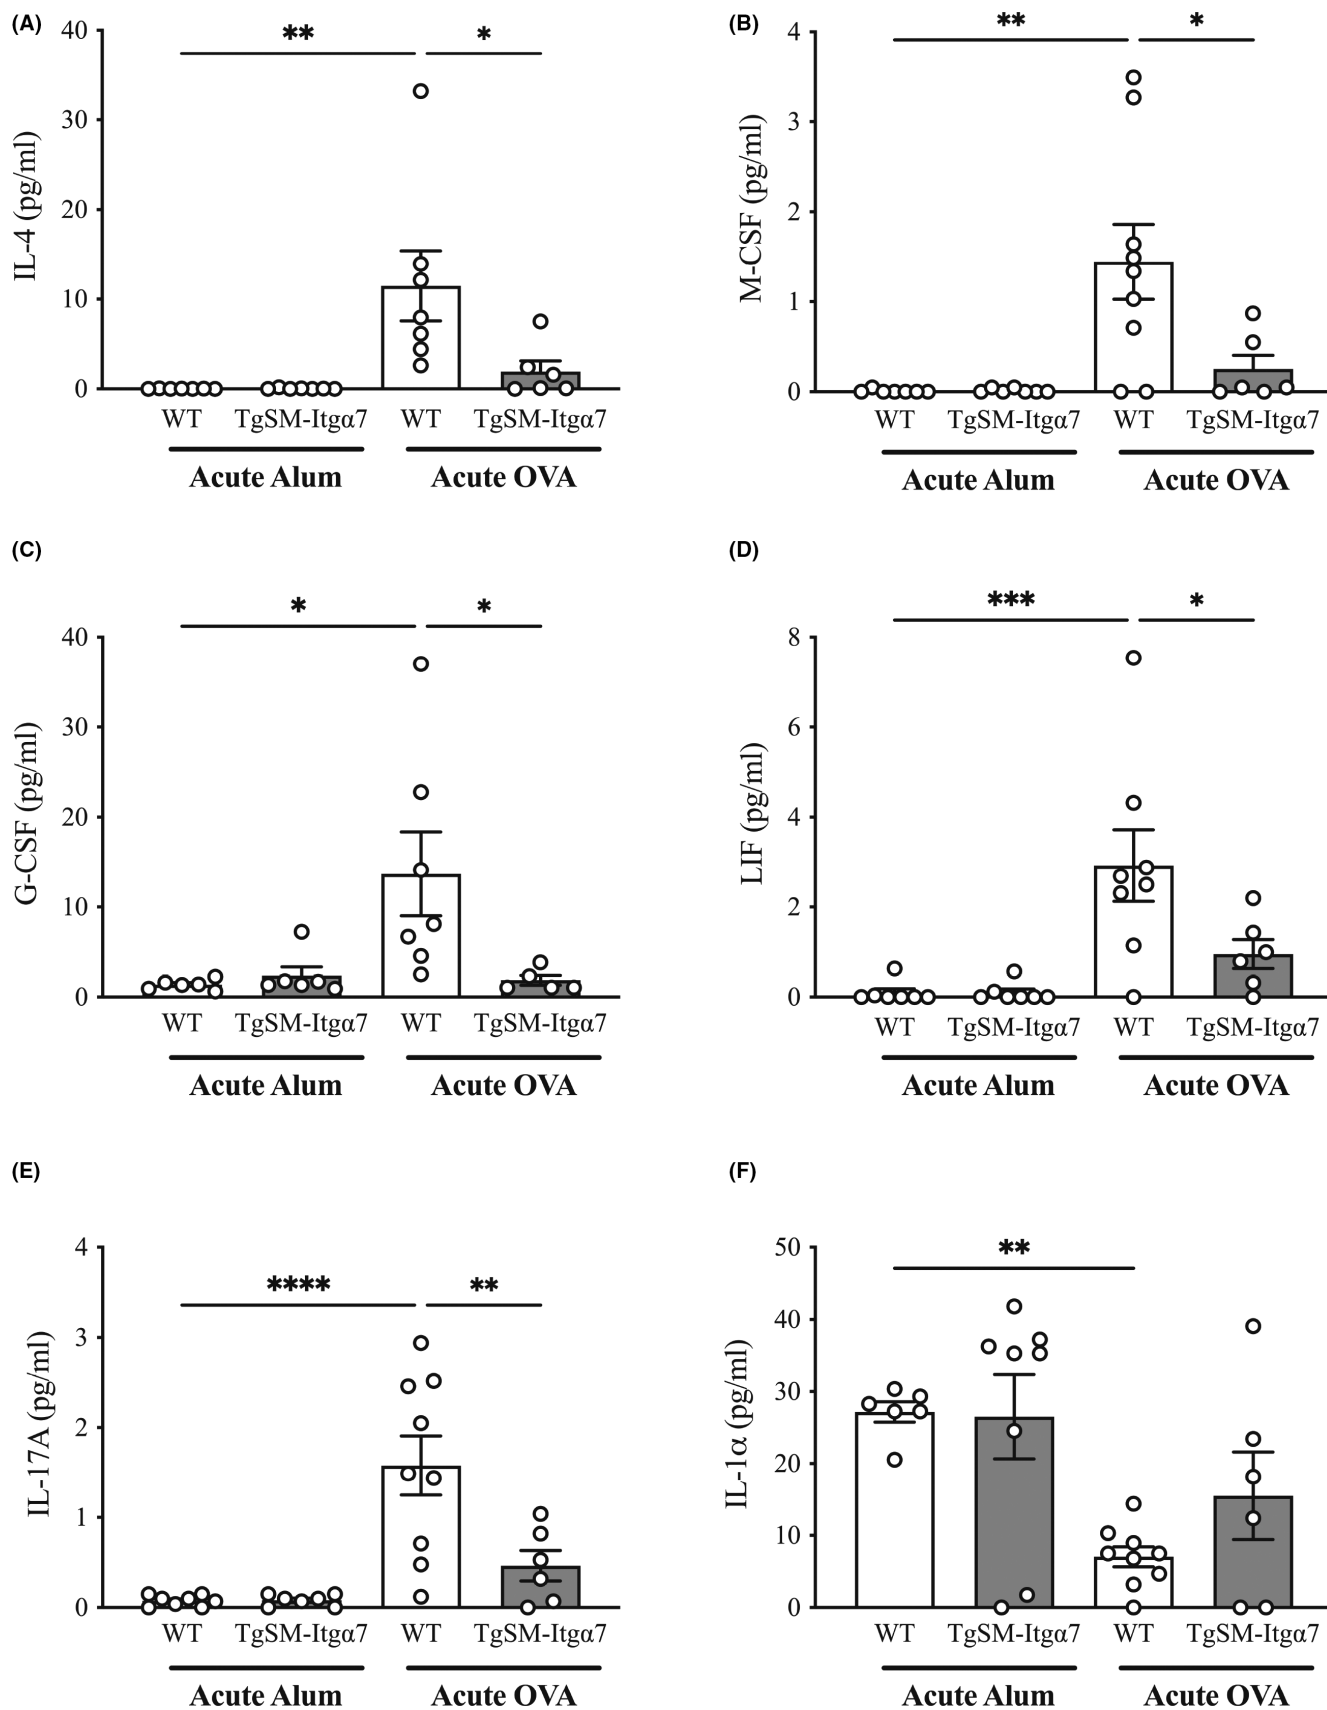 (A)
** *
IL-4 (pg/ml)
40
30
20
10
0
WT TgSM-Itgα7 WT TgSM-Itgα7
Acute Alum Acute OVA
(B)
** *
M-CSF (pg/ml)
4
3
2
1
0
WT TgSM-Itgα7 WT TgSM-Itgα7
Acute Alum Acute OVA
(C)
* *
G-CSF (pg/ml)
40
30
20
10
0
WT TgSM-Itgα7 WT TgSM-Itgα7
Acute Alum Acute OVA
(D)
*** *
LIF (pg/ml)
8
6
4
2
0
WT TgSM-Itgα7 WT TgSM-Itgα7
Acute Alum Acute OVA
(E)
**** **
IL-17A (pg/ml)
4
3
2
1
0
WT TgSM-Itgα7 WT TgSM-Itgα7
Acute Alum Acute OVA
(F)
**
IL-1α (pg/ml)
50
40
30
20
10
0
WT TgSM-Itgα7 WT TgSM-Itgα7
Acute Alum Acute OVA